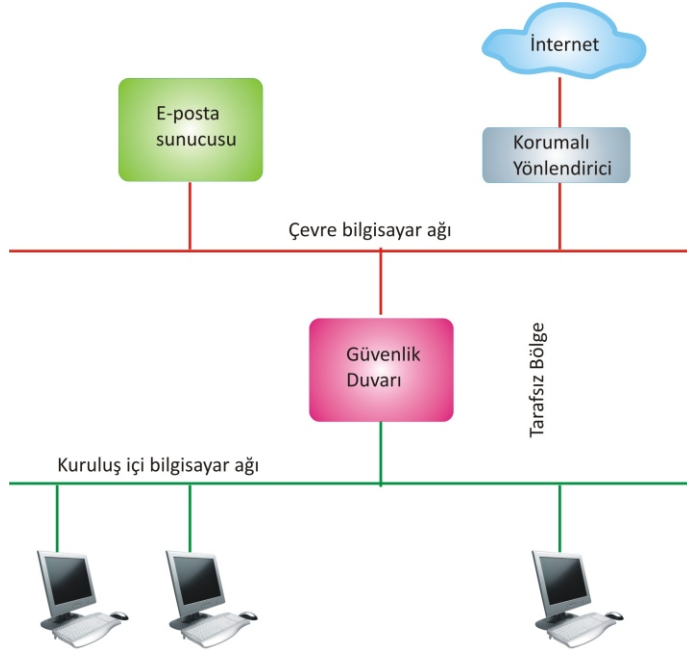 İnternet
E-posta
sunucusu
Korumalı
Yönlendirici
Çevre bilgisayar ağı
Güvenlik
Duvarı
Tarafsız Bölge
Kuruluş içi bilgisayar ağı